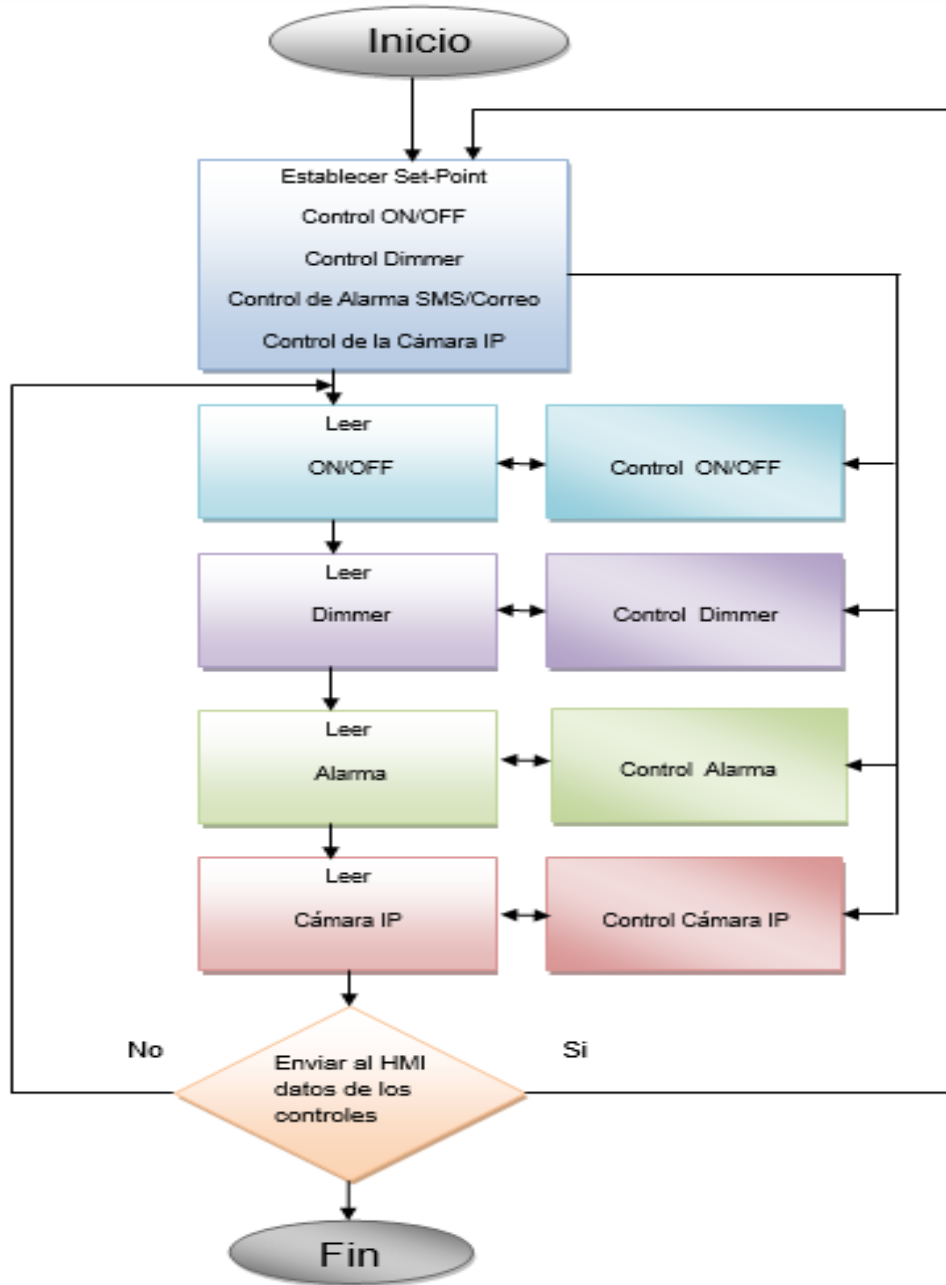 Inicio
Establecer Set-Point
Control ON/OFF
Control Dimmer
Control de Alarma SMS/Correo
Control de la Cámara IP
Leer
ON/OFF
Control ON/OFF
Leer
Dimmer
Control Dimmer
Leer
Alarma
Control Alarma
Leer
Cámara IP
Control Cámara IP
No
Enviar al HMI
datos de los
controles
Si
Fin